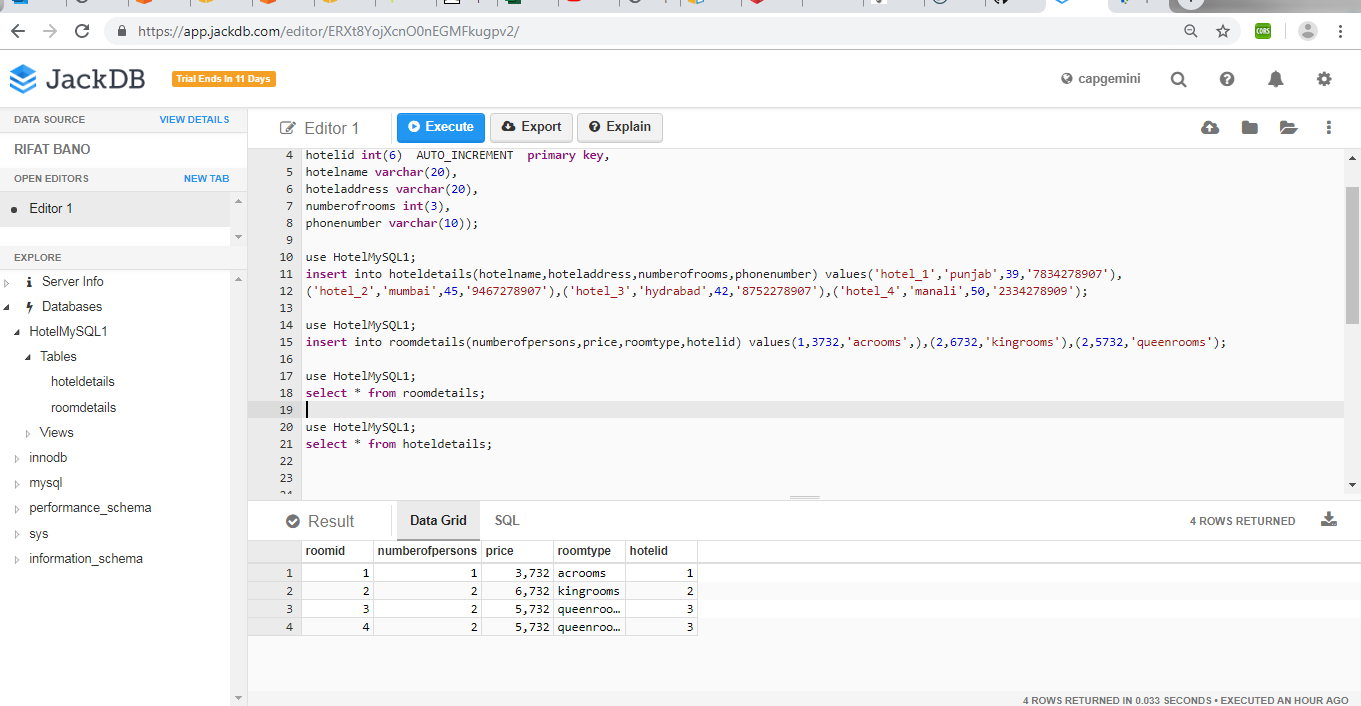 https://app.jackdb.com/editor/ERXt8YojXcnO0nEGMFkugpv2/
CORS
JackDB
Trial Ends In 11 Days
capgemini
DATA SOURCE VIEW DETAILS
RIFAT BANO
OPEN EDITORS NEW TAB
Editor 1
EXPLORE
Server Info
Databases
HotelMySQL1
Tables
hoteldetails
roomdetails
Views
innodb
mysql
performance_schema
sys
information_schema
Editor 1 Execute Export Explain
4 hotelid int(6)  AUTO_INCREMENT  primary key,
5 hotelname varchar(20),
6 hoteladdress varchar(20),
7 numberofrooms int(3),
8 phonenumber varchar(10));
9
10 use HotelMySQL1;
11 insert into hoteldetails(hotelname,hoteladdress,numberofrooms,phonenumber) values('hotel_1','punjab',39,'7834278907'),
12 ('hotel_2','mumbai',45,'9467278907'),('hotel_3','hydrabad',42,'8752278907'),('hotel_4','manali',50,'2334278909');
13
14 use HotelMySQL1;
15 insert into roomdetails(numberofpersons,price,roomtype,hotelid) values(1,3732,'acrooms',),(2,6732,'kingrooms'),(2,5732,'queenrooms');
16
17 use HotelMySQL1;
18 select * from roomdetails;
19
20 use HotelMySQL1;
21 select * from hoteldetails;
22
23
24
Result Data Grid SQL 4 ROWS RETURNED
roomid numberofpersons price roomtype hotelid
1 1 1 3,732 acrooms 1
2 2 2 6,732 kingrooms 2
3 3 2 5,732 queenroo… 3
4 4 2 5,732 queenroo… 3
4 ROWS RETURNED IN 0.033 SECONDS • EXECUTED AN HOUR AGO